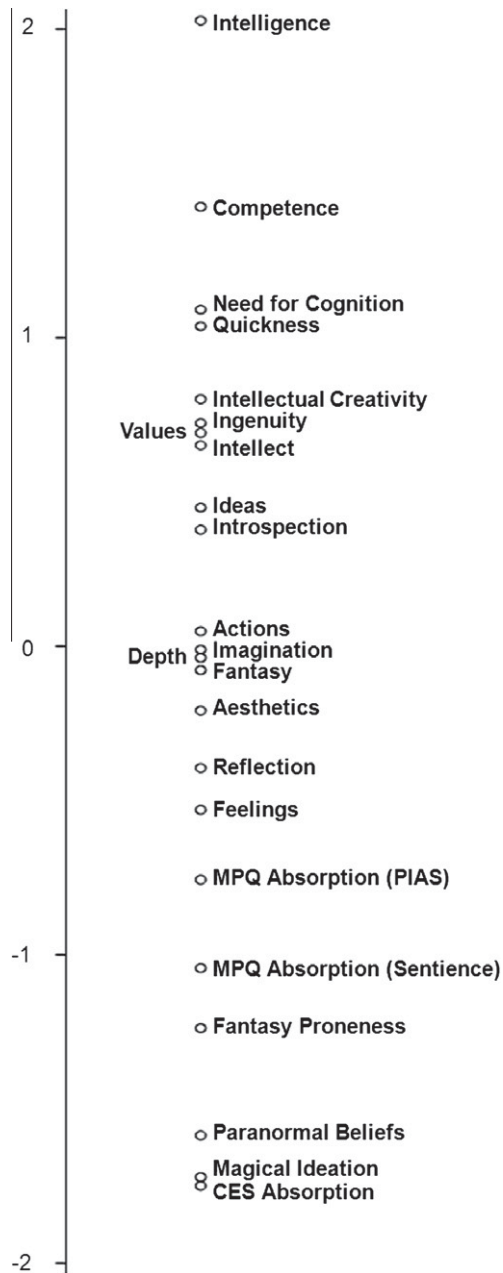 2
Intelligence
Competence
Need for Cognition
Quickness
1
Intellectual Creativity
Ingenuity
Values
Intellect
Ideas
Introspection
Actions
0
Imagination
Depth
Fantasy
Aesthetics
Reflection
Feelings
MPQ Absorption (PIAS)
-1
MPQ Absorption (Sentience)
Fantasy Proneness
Paranormal Beliefs
Magical Ideation
CES Absorption
-2